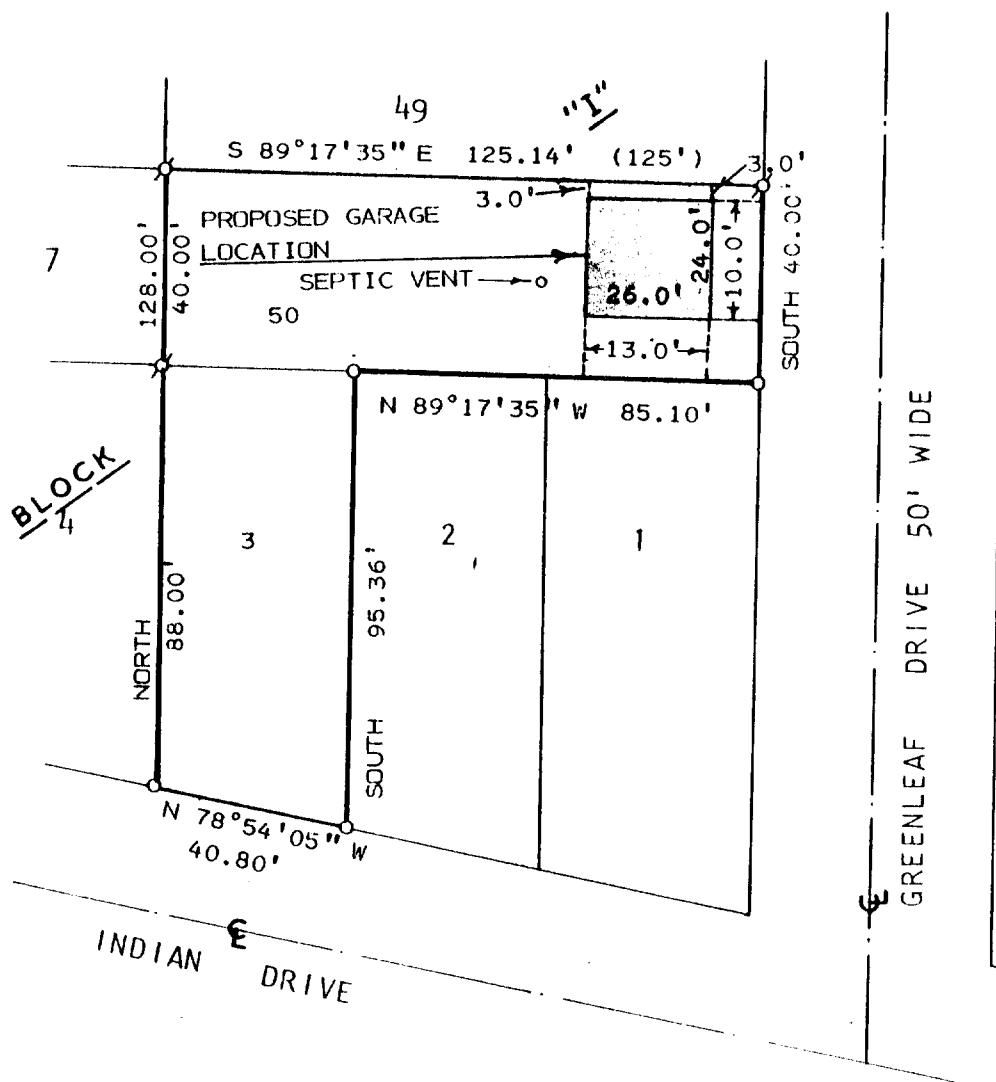 49
"I"
S 89°17'35" E 125.14' (125')
3.0'
3.0'
PROPOSED GARAGE
LOCATION
SEPTIC VENT
7
128.00'
40.00'
50
26.0'
24.0'
10.0'
13.0'
SOUTH 40.00'
N 89°17'35" W 85.10'
BLOCK
4
3
2
1
NORTH
88.00'
SOUTH
95.36'
N 78°54'05" W
40.80'
GREENLEAF DRIVE 50' WIDE
INDIAN DRIVE